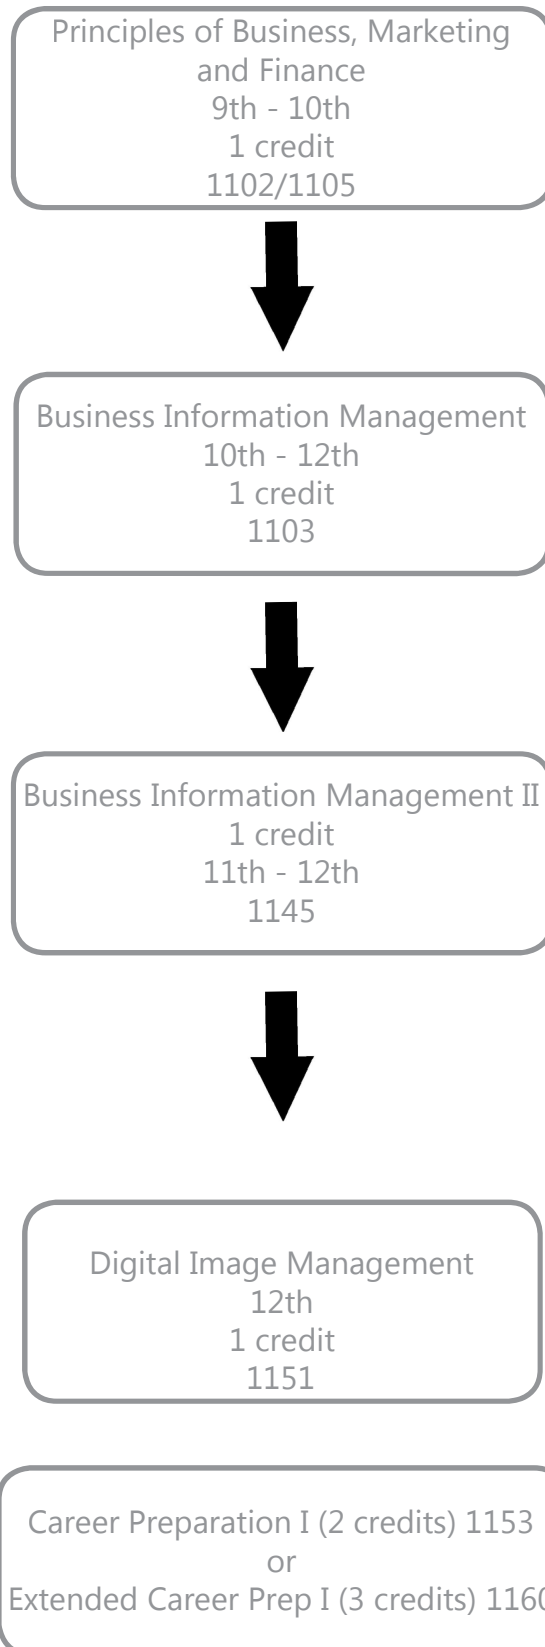 Principles of Business, Marketing
and Finance
9th - 10th
1 credit
1102/1105
Business Information Management
10th - 12th
1 credit
1103
Business Information Management II
1 credit
11th - 12th
1145
Digital Image Management
12th
1 credit
1151
Career Preparation I (2 credits) 1153
or
Extended Career Prep I (3 credits) 1160